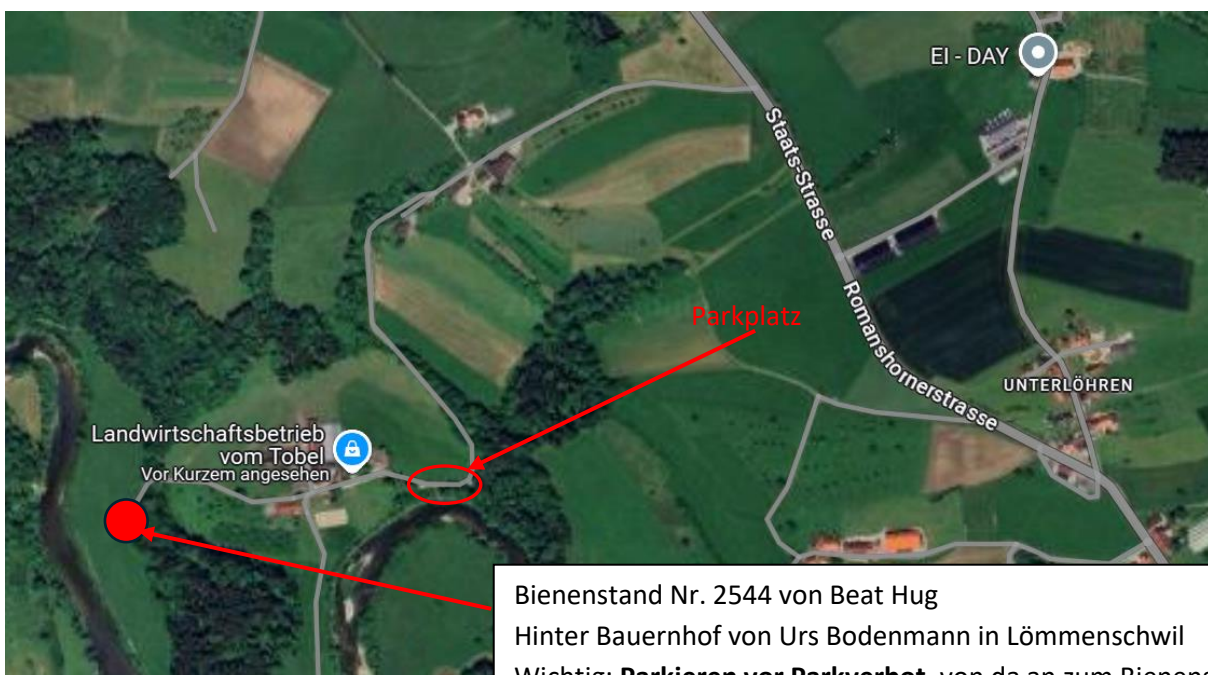 EI - DAY
Staats-Strasse
Parkplatz
Romanshornerstrasse
UNTERLÖHREN
Landwirtschaftsbetrieb
vom Tobel
Vor Kurzem angesehen
Bienenstand Nr. 2544 von Beat Hug
Hinter Bauernhof von Urs Bodenmann in Lömmenschwil
Wichtig: Parkieren vor Parkverbot, von da an zum Bienens